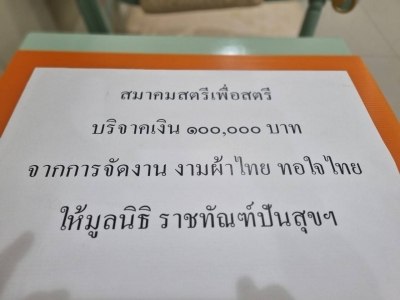 สมาคมสตรีเพื่อสตรี
บริจาคเงิน ๑๐๐,๐๐๐ บาท
จากการจัดงาน งามผ้าไทย ทอใจไทย
ให้มูลนิธิ ราชทัณฑ์ปันสุขฯ